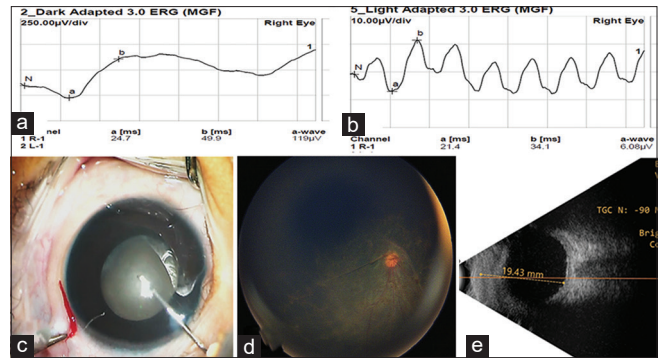 2_Dark Adapted 3.0 ERG (MGF)
250.00µV/div
Right Eye
N
a
b
1
nel a [ms] b [ms] a-wave
1 R-1 24.7 49.9 119µV
2 L-1
a
5_Light Adapted 3.0 ERG (MGF)
10.00µV/div
Right Eye
N
a
b
1
Channel a [ms] b [ms] a-wave
1 R-1 21.4 34.1 6.08µV
b
c
d
TGC N: -90
Bri
Co
19.43 mm
e